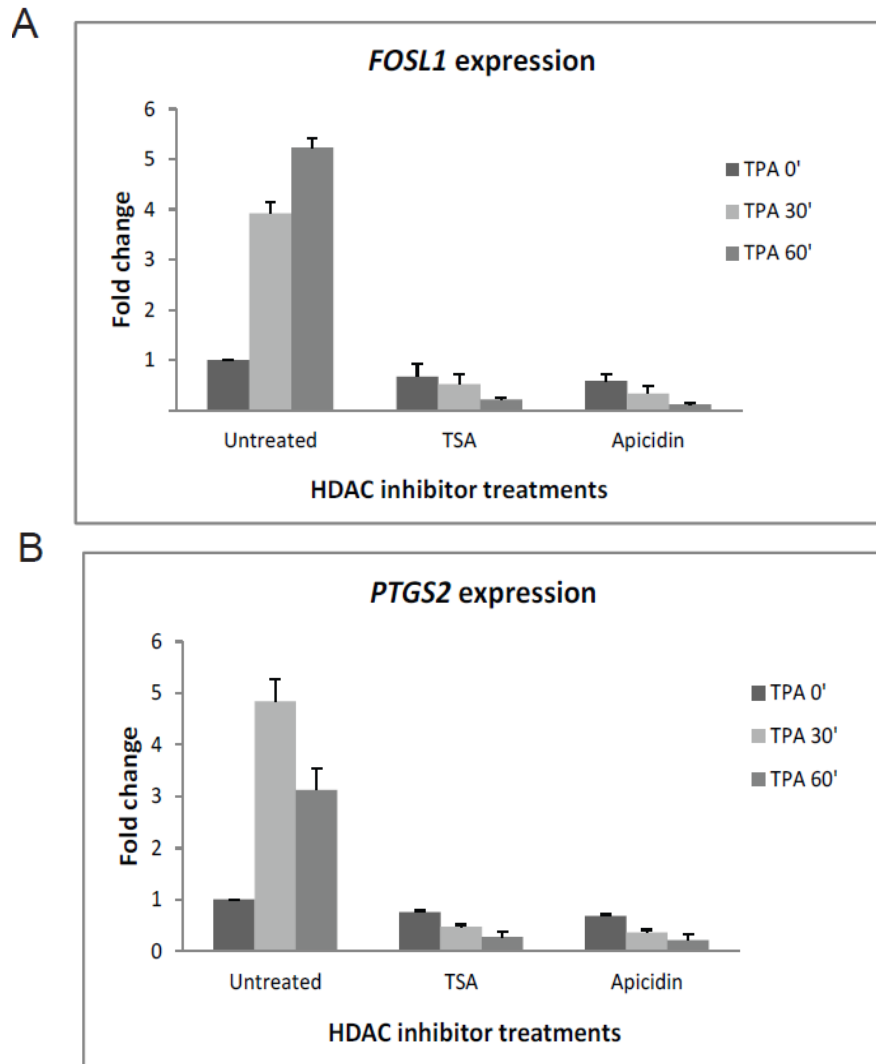 A
FOSL1 expression
6
5
4
3
2
1
Fold change
TPA 0'
TPA 30'
TPA 60'
Untreated TSA Apicidin
HDAC inhibitor treatments
B
PTGS2 expression
6
5
4
3
2
1
0
Fold change
TPA 0'
TPA 30'
TPA 60'
Untreated TSA Apicidin
HDAC inhibitor treatments